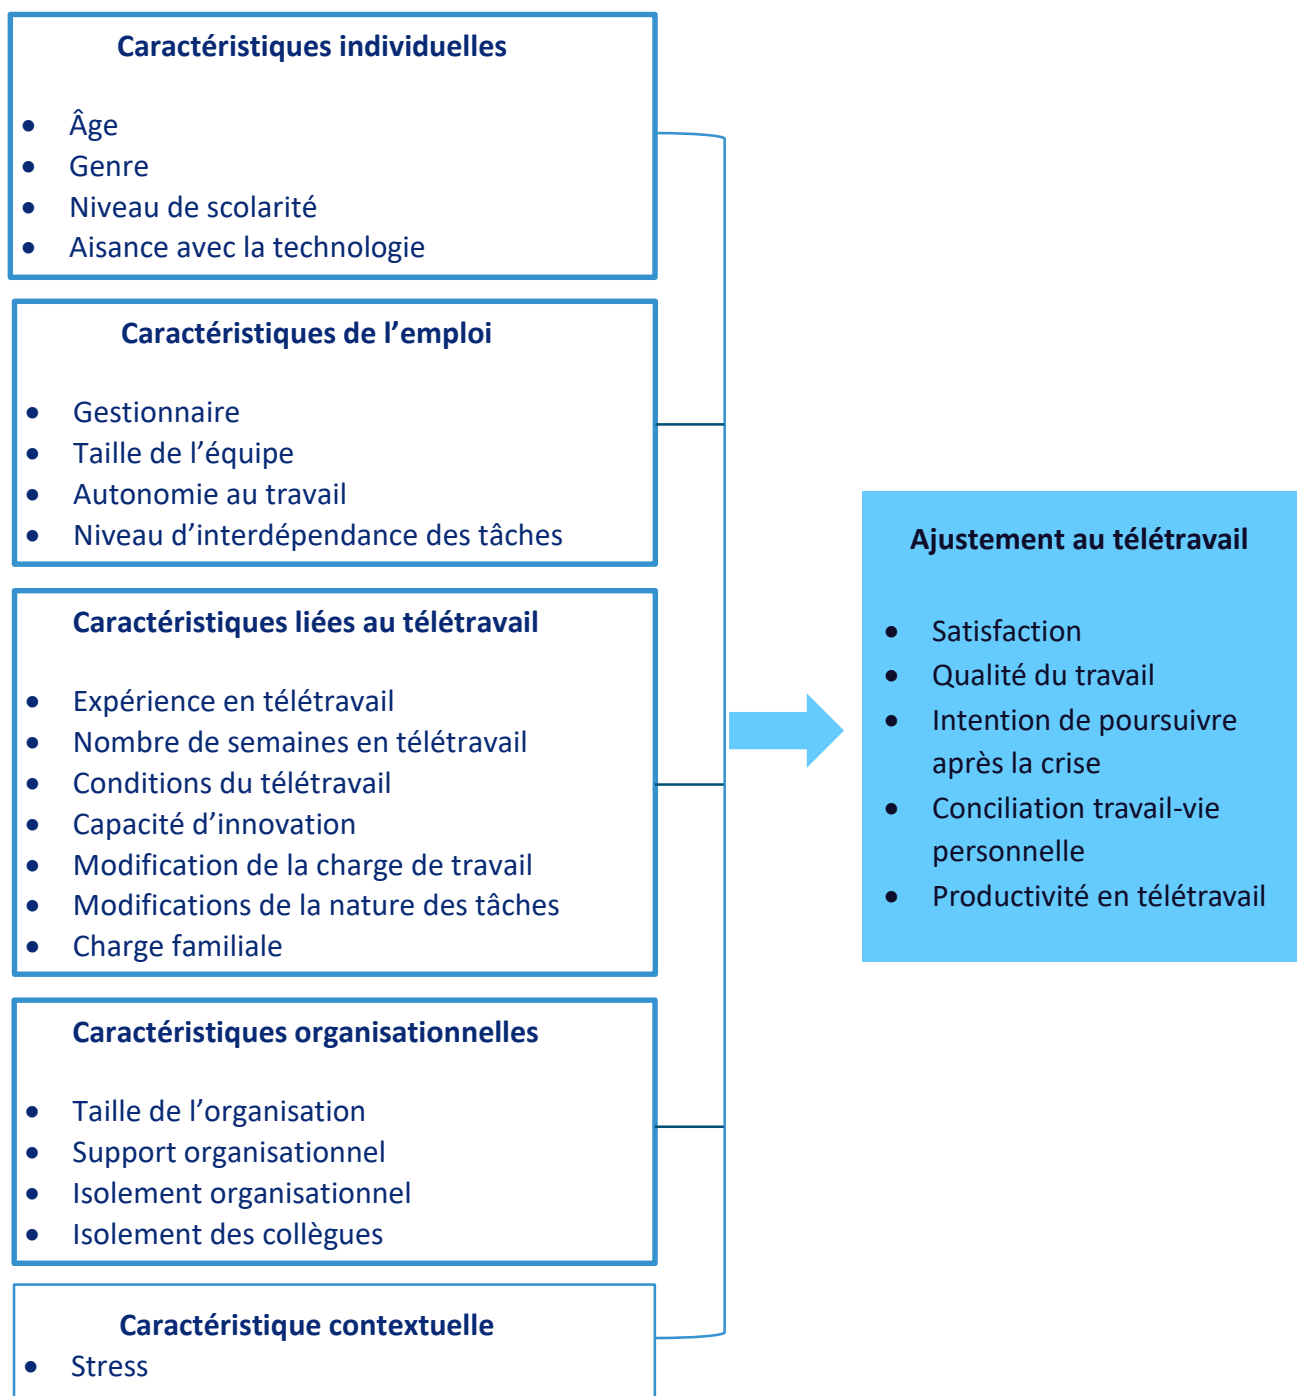 Caractéristiques individuelles
• Âge
• Genre
• Niveau de scolarité
• Aisance avec la technologie
Caractéristiques de l’emploi
• Gestionnaire
• Taille de l’équipe
• Autonomie au travail
• Niveau d’interdépendance des tâches
Caractéristiques liées au télétravail
• Expérience en télétravail
• Nombre de semaines en télétravail
• Conditions du télétravail
• Capacité d’innovation
• Modification de la charge de travail
• Modifications de la nature des tâches
• Charge familiale
Caractéristiques organisationnelles
• Taille de l’organisation
• Support organisationnel
• Isolement organisationnel
• Isolement des collègues
Caractéristique contextuelle
• Stress
Ajustement au télétravail
• Satisfaction
• Qualité du travail
• Intention de poursuivre
après la crise
• Conciliation travail-vie
personnelle
• Productivité en télétravail